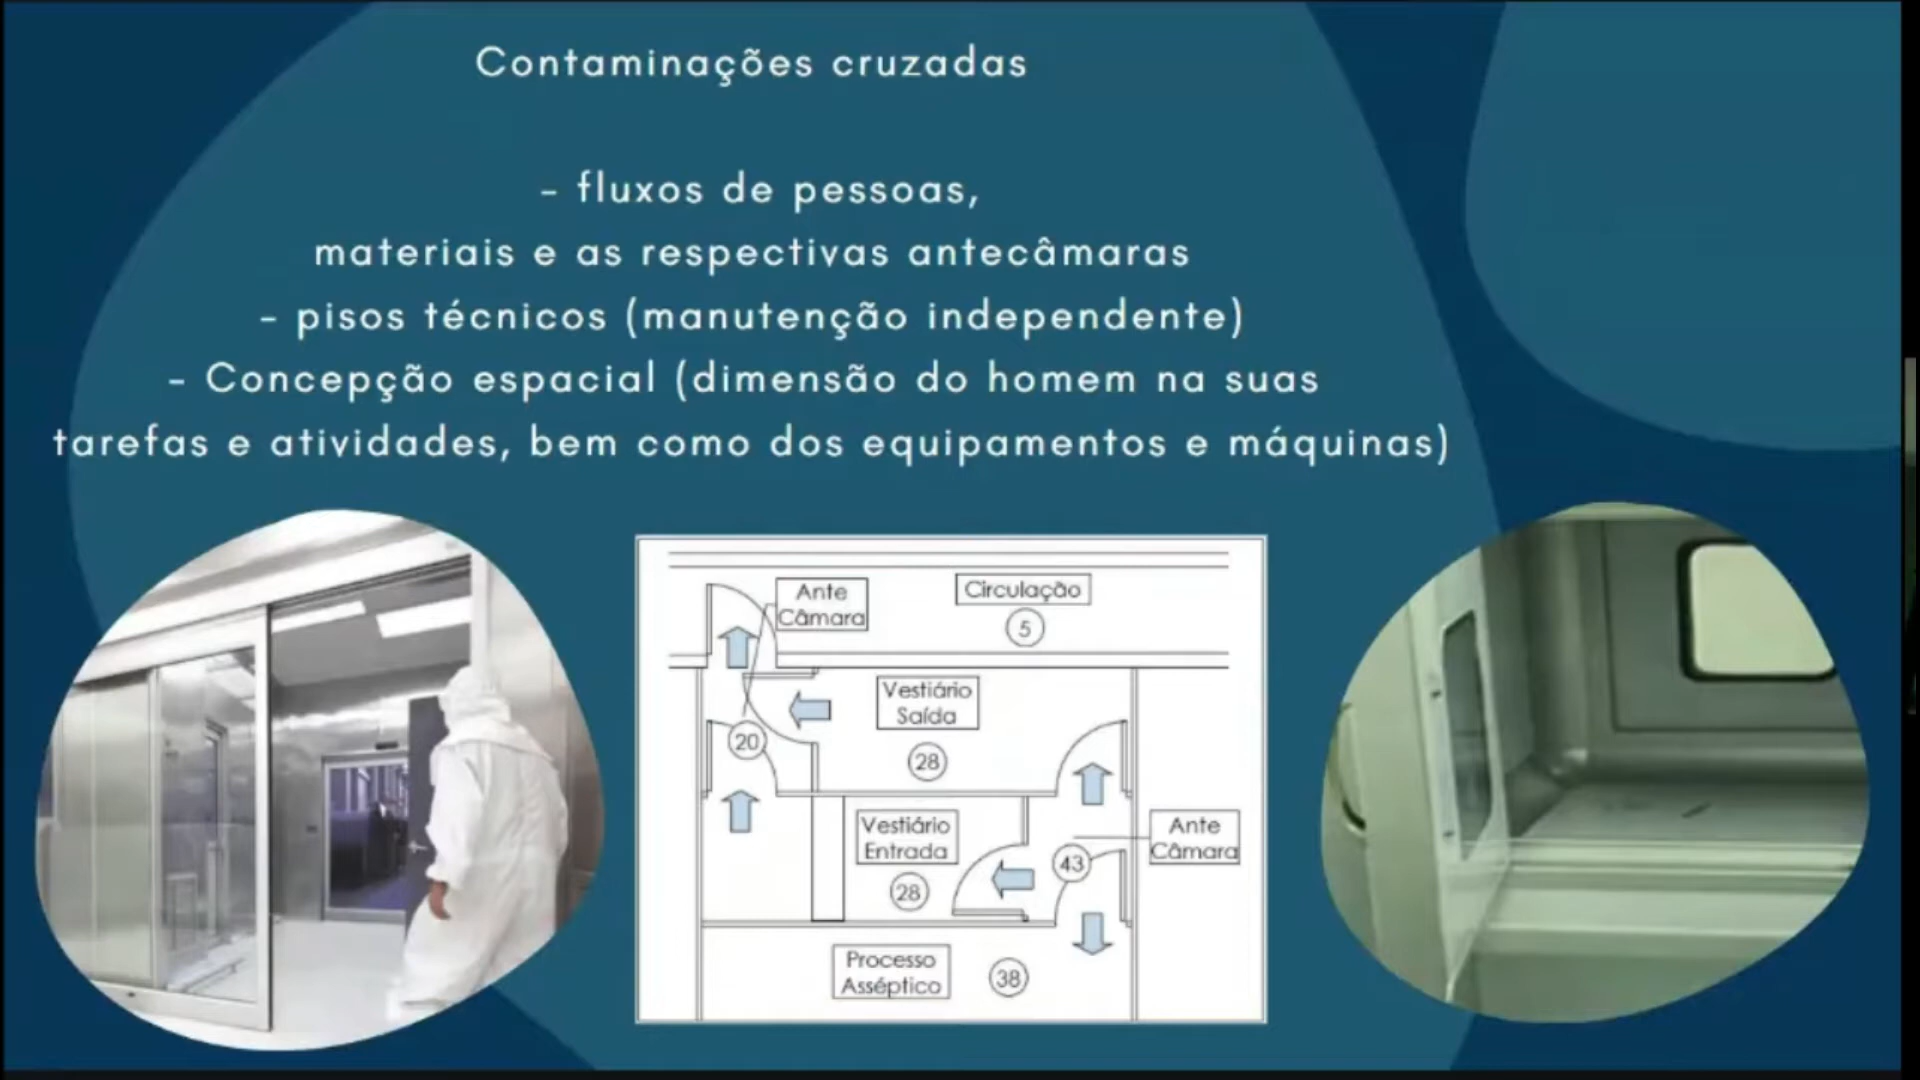 Contaminações cruzadas
- fluxos de pessoas,
materiais e as respectivas antecâmaras
- pisos técnicos (manutenção independente)
- Concepção espacial (dimensão do homem na suas
tarefas e atividades, bem como dos equipamentos e máquinas)
Ante
Câmara
Circulação
5
Vestiário
Saída
20
28
Vestiário
Entrada
28
43
Ante
Câmara
Processo
Asséptico
38